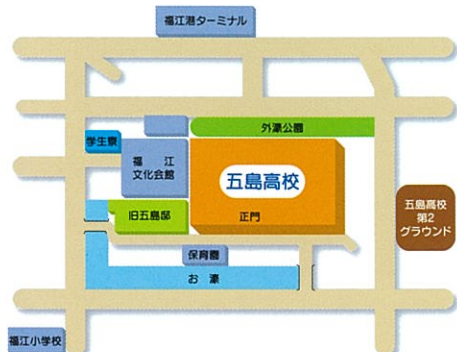 福江港ターミナル
外濠公園
学生寮
福江
文化会館
五島高校
旧五島邸
正門
五島高校
第2
グラウンド
保育園
お濠
福江小学校